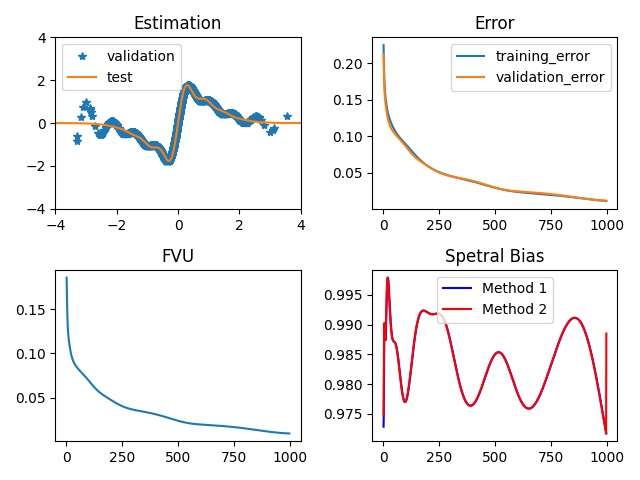 Estimation
4
2
0
−2
−4
−4 −2 0 2 4
validation
test
Error
0.20
0.15
0.10
0.05
0 250 500 750 1000
training_error
validation_error
FVU
0.15
0.10
0.05
0 250 500 750 1000
Spetral Bias
0.995
0.990
0.985
0.980
0.975
0 250 500 750 1000
Method 1
Method 2